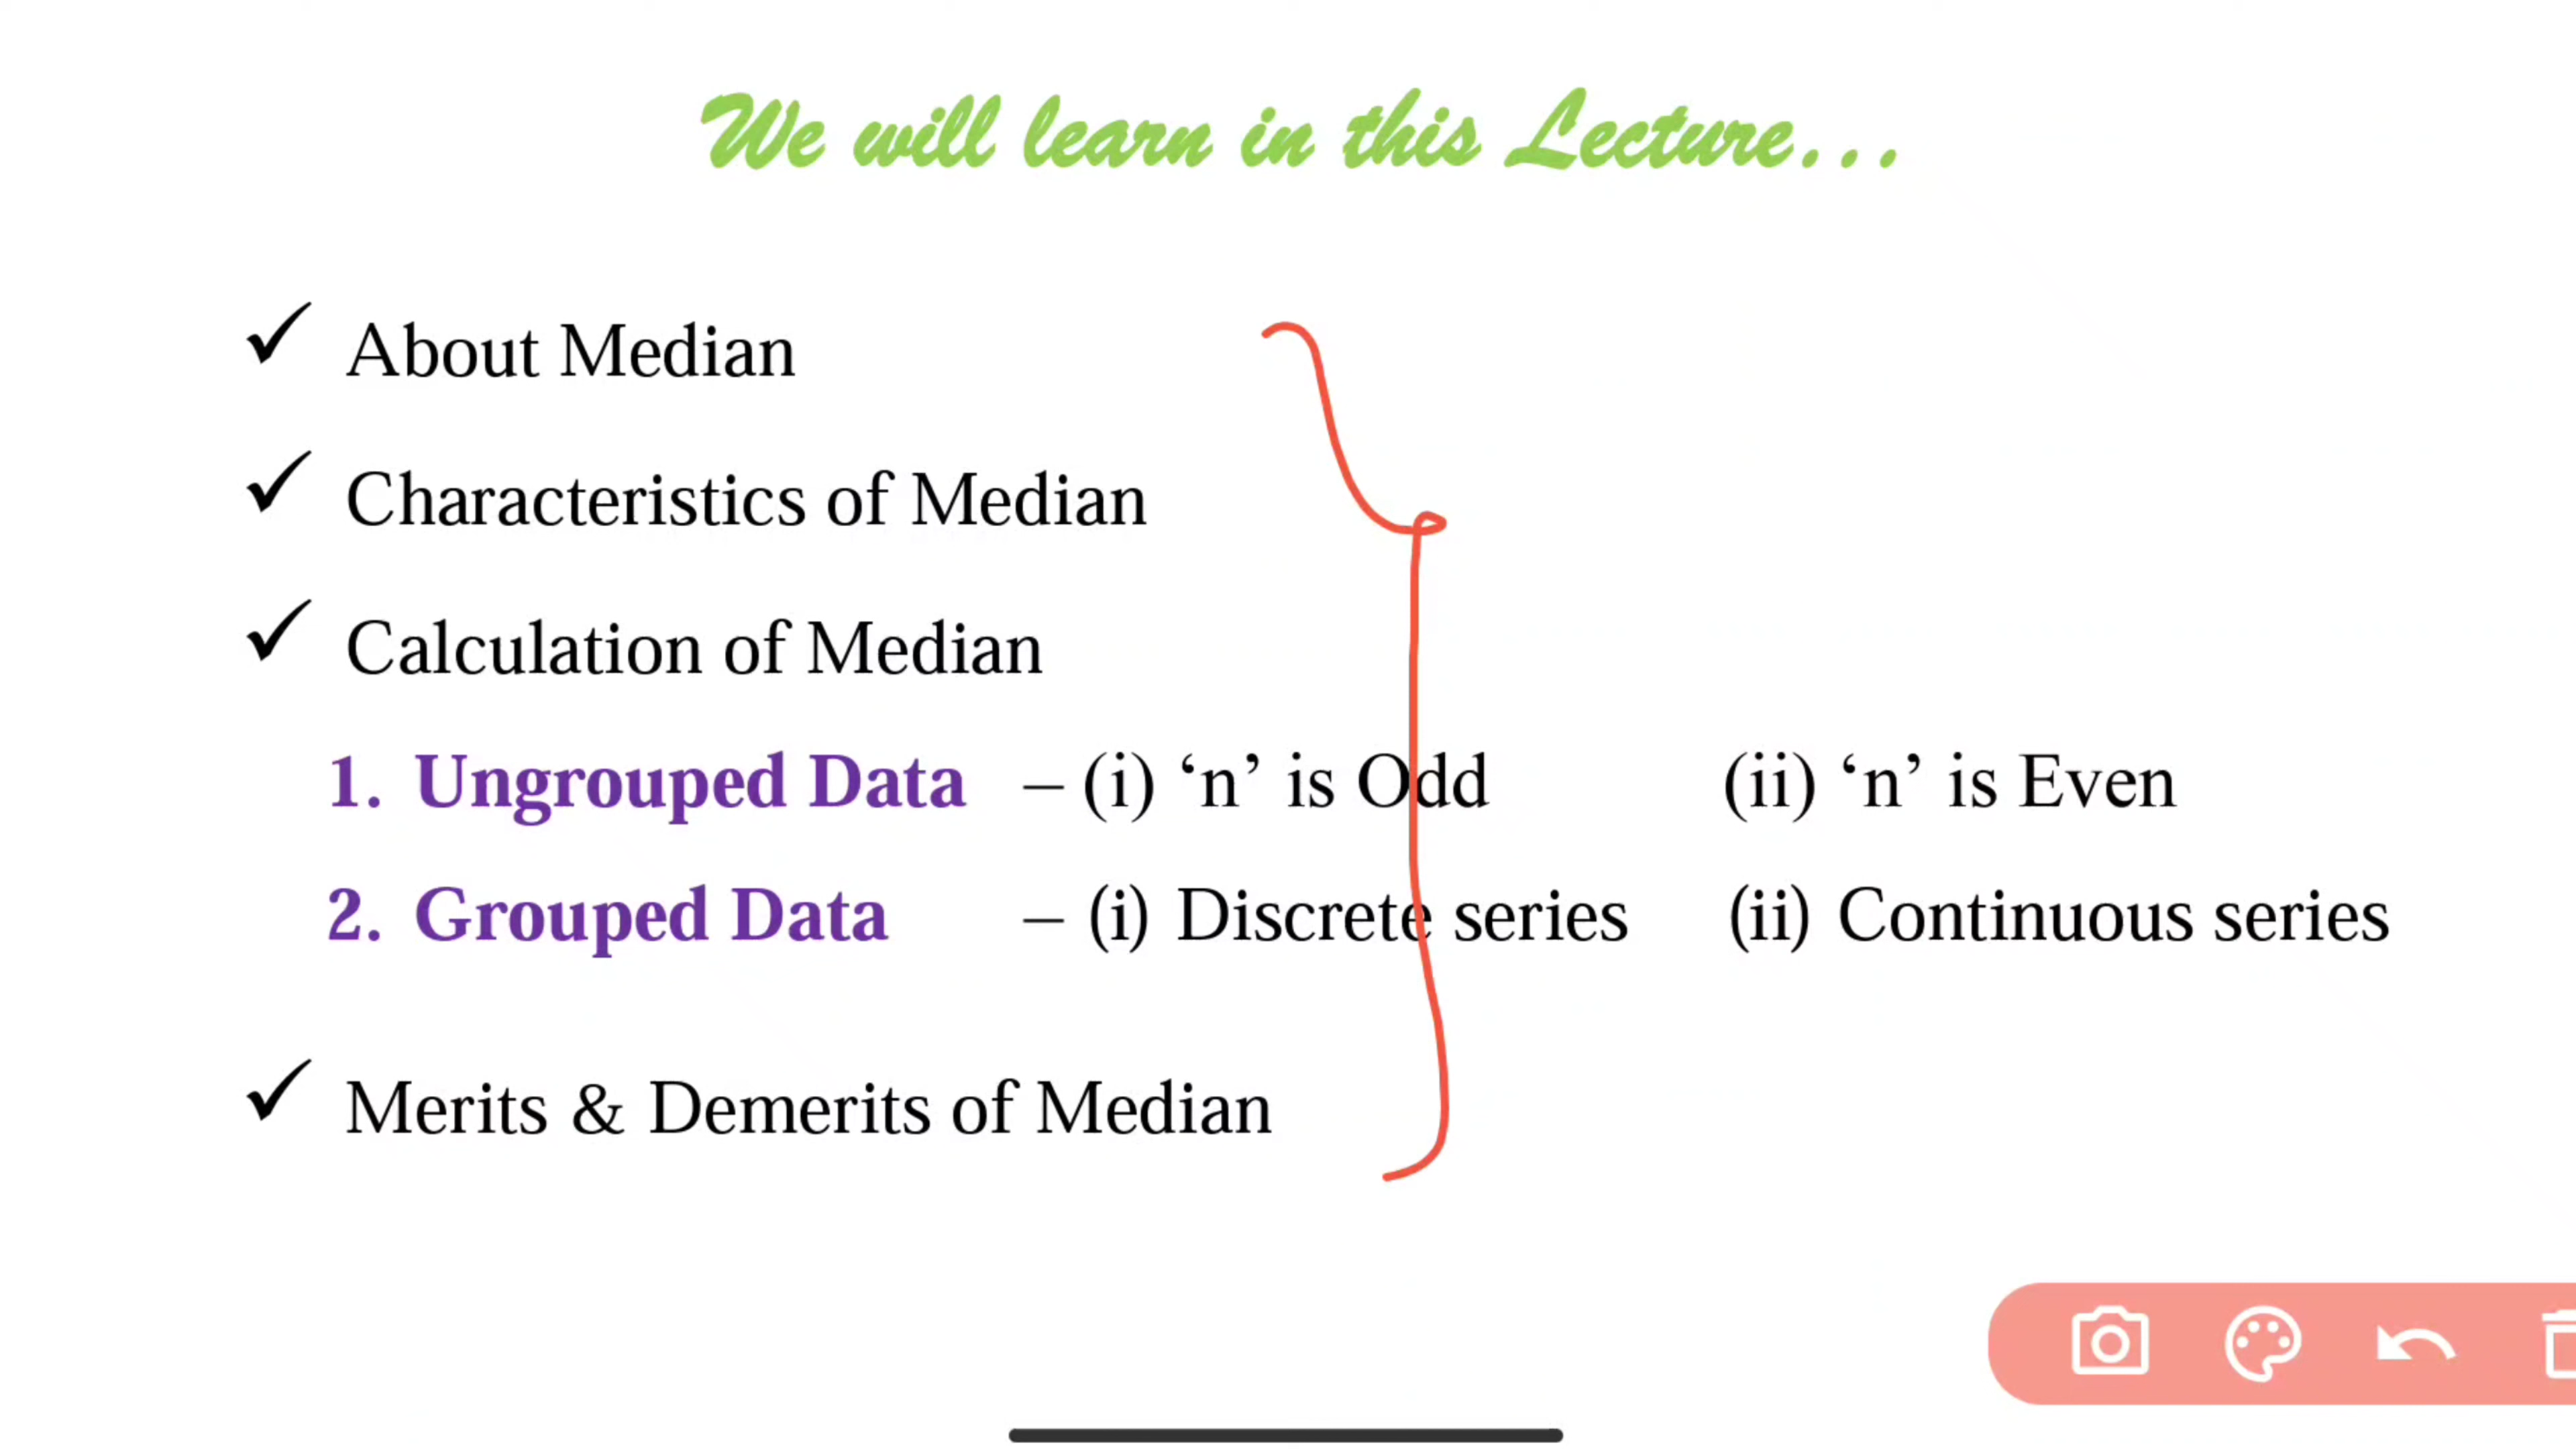 We will learn in this Lecture...
✓ About Median
✓ Characteristics of Median
✓ Calculation of Median
1. Ungrouped Data – (i) ‘n’ is Odd (ii) ‘n’ is Even
2. Grouped Data – (i) Discrete series (ii) Continuous series
✓ Merits & Demerits of Median